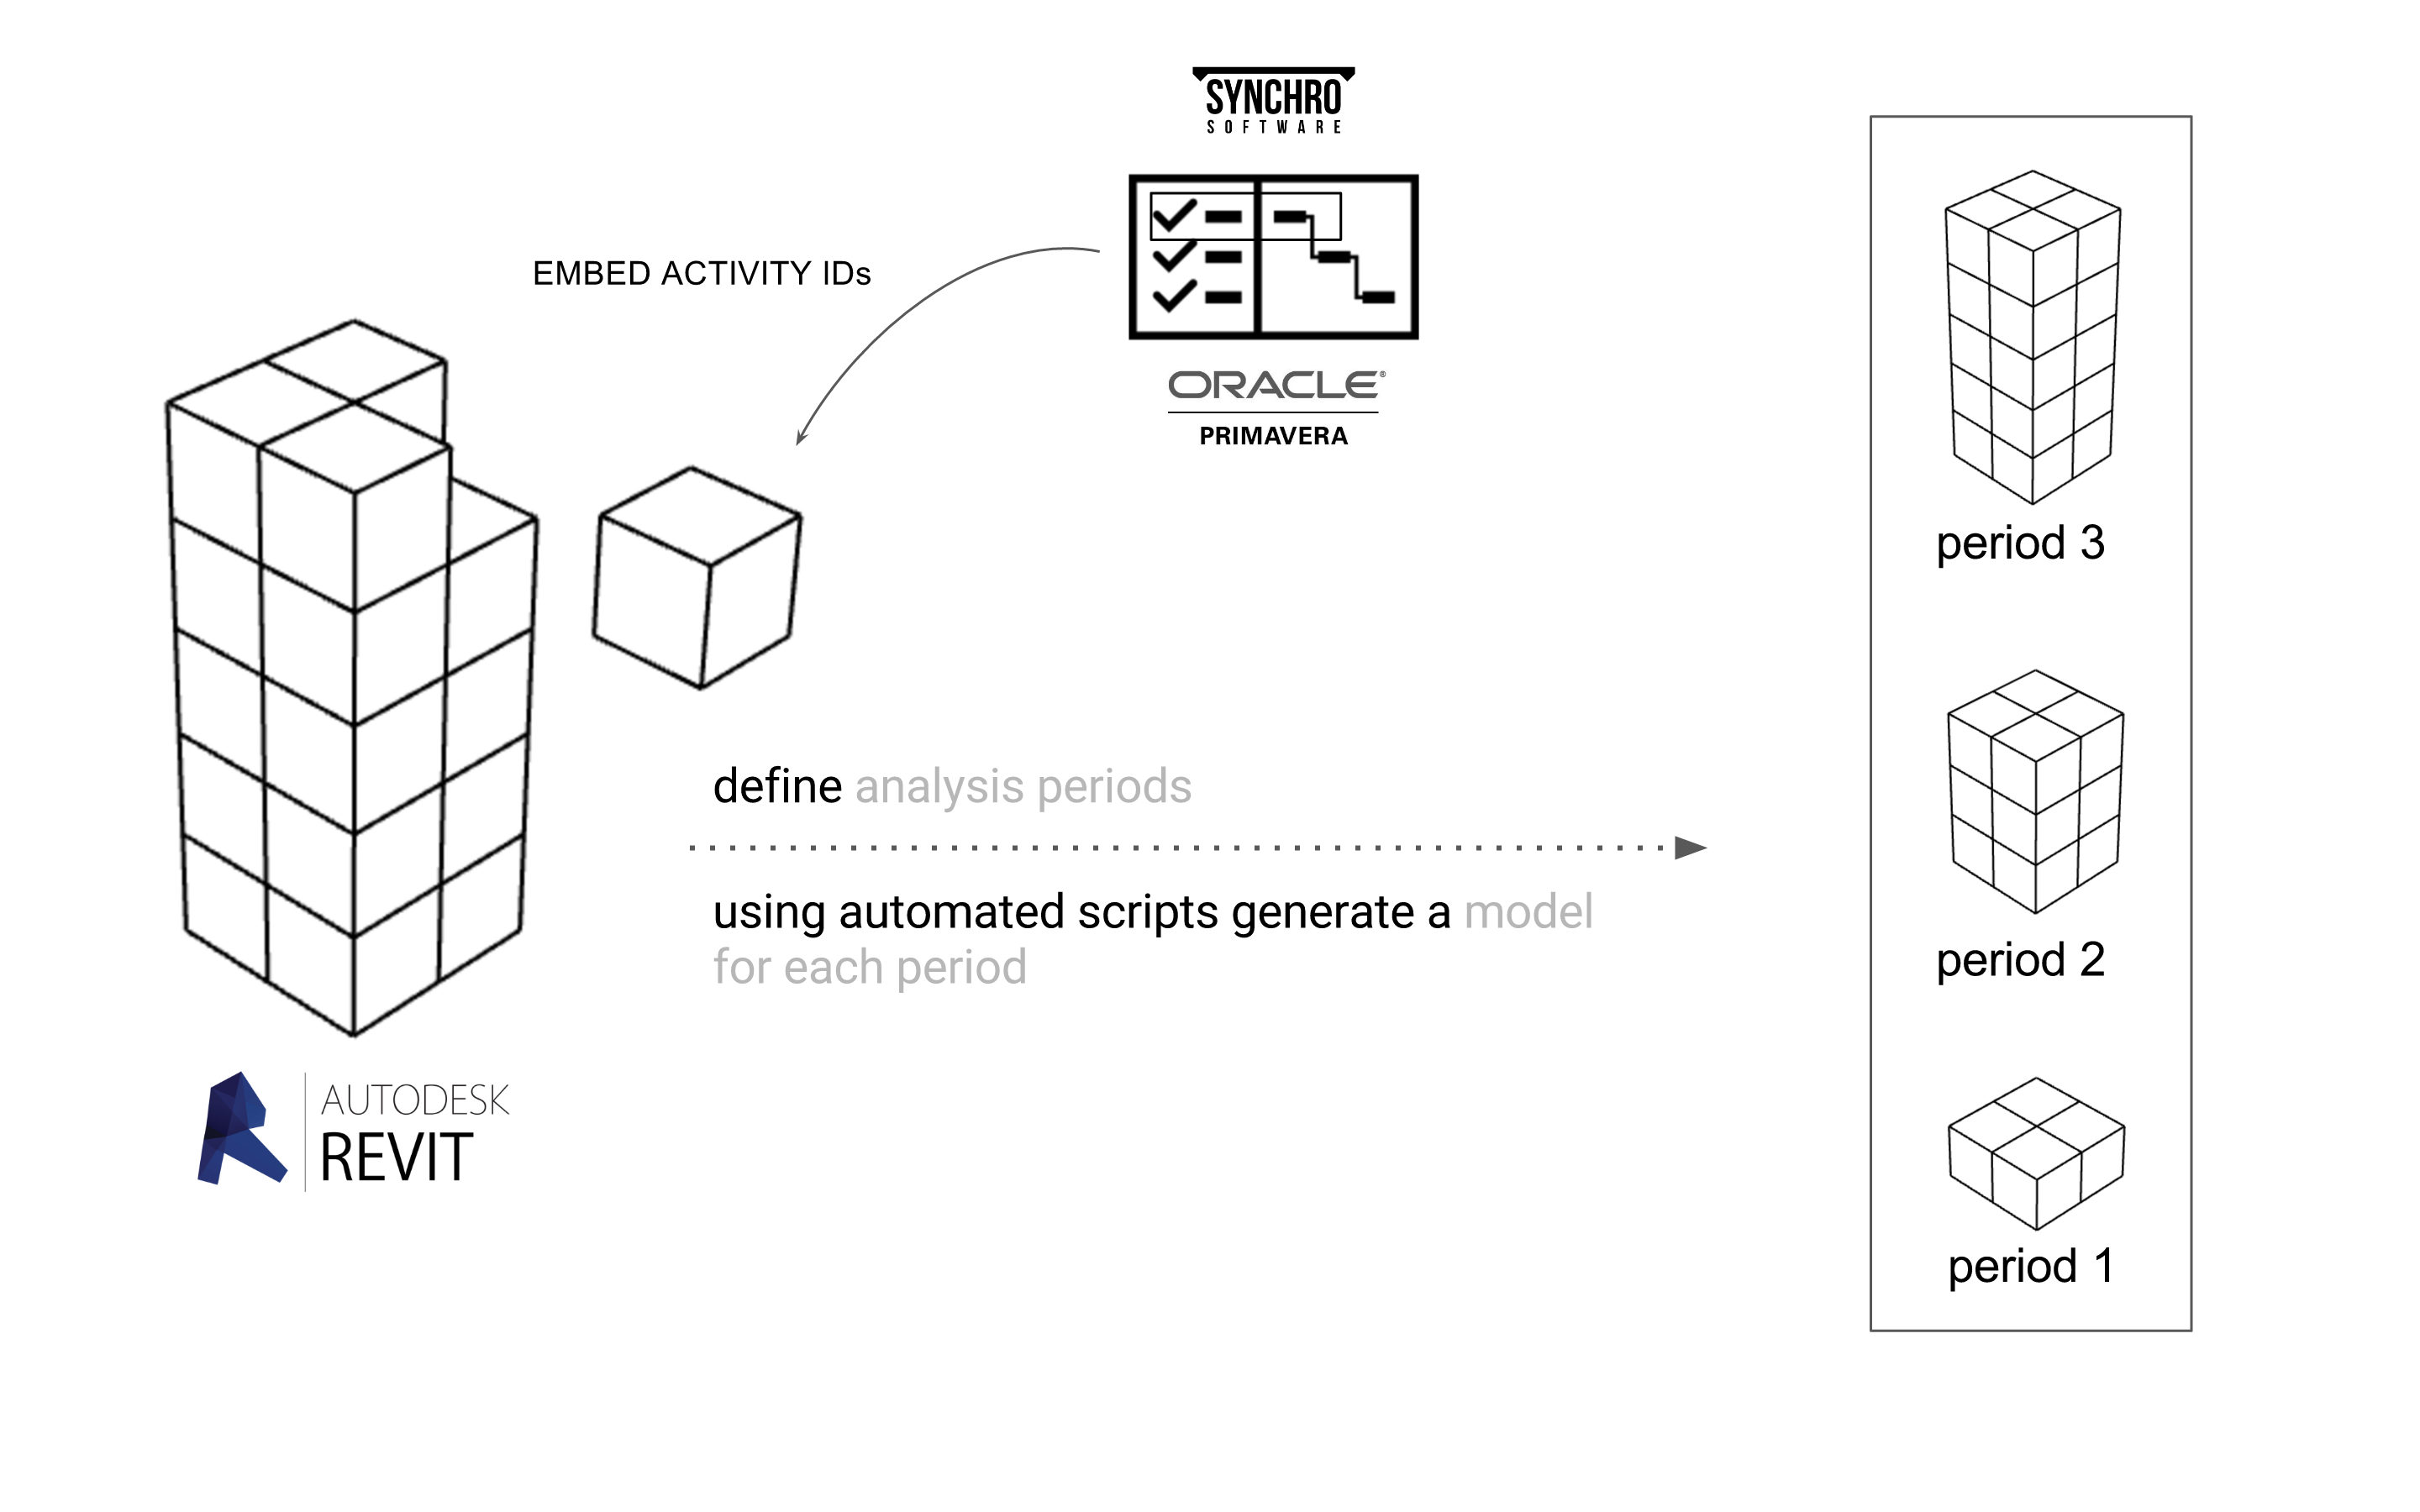 SYNCHRO
SOFTWARE
EMBED ACTIVITY IDs
ORACLE®
PRIMAVERA
define analysis periods
using automated scripts generate a model
for each period
AUTODESK
REVIT
period 3
period 2
period 1